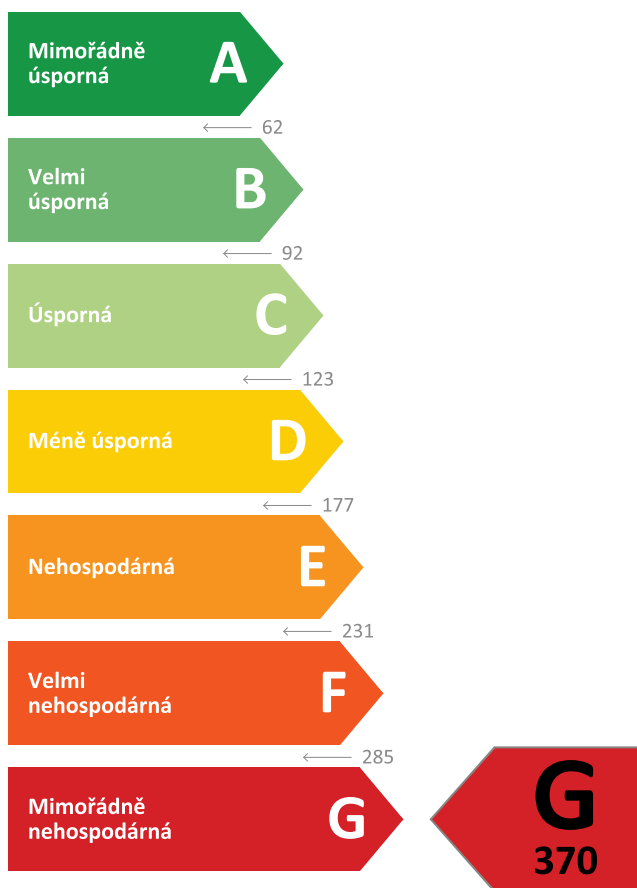 Mimořádně
úsporná
A
62
Velmi
úsporná
B
92
Úsporná
C
123
Méně úsporná
D
177
Nehospodárná
E
231
Velmi
nehospodárná
F
285
Mimořádně
nehospodárná
G
G
370